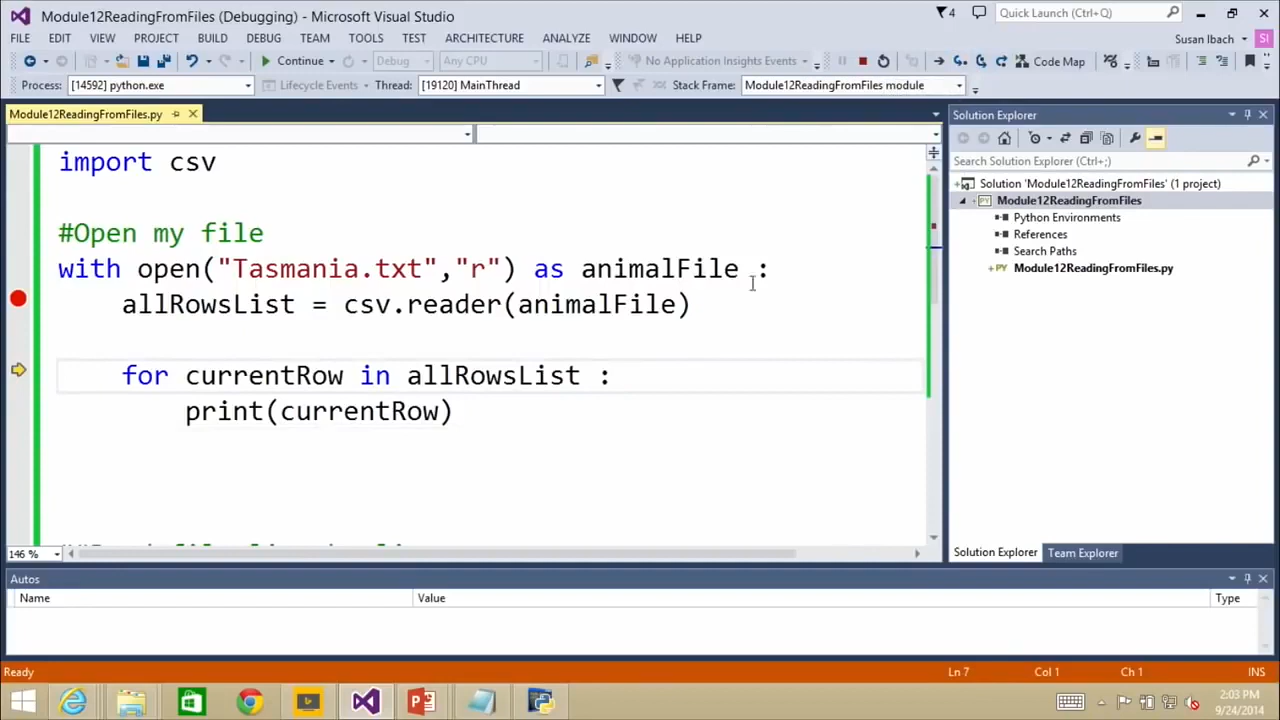 Module12ReadingFromFiles (Debugging) - Microsoft Visual Studio
4
Quick Launch (Ctrl+Q)
FILE EDIT VIEW PROJECT BUILD DEBUG TEAM TOOLS TEST ARCHITECTURE ANALYZE WINDOW HELP
Susan Ibach SI
Continue Debug Any CPU No Application Insights Events Code Map
Process: [14592] python.exe Lifecycle Events Thread: [19120] MainThread Stack Frame: Module12ReadingFromFiles module
Module12ReadingFromFiles.py
import csv
#Open my file
with open("Tasmania.txt","r") as animalFile :
allRowsList = csv.reader(animalFile)
for currentRow in allRowsList :
print(currentRow)
146 %
Solution Explorer
Search Solution Explorer (Ctrl+;)
Solution 'Module12ReadingFromFiles' (1 project)
Module12ReadingFromFiles
Python Environments
References
Search Paths
Module12ReadingFromFiles.py
Solution Explorer Team Explorer
Autos
Name Value Type
Ready Ln 7 Col 1 Ch 1 INS
2:03 PM
9/24/2014